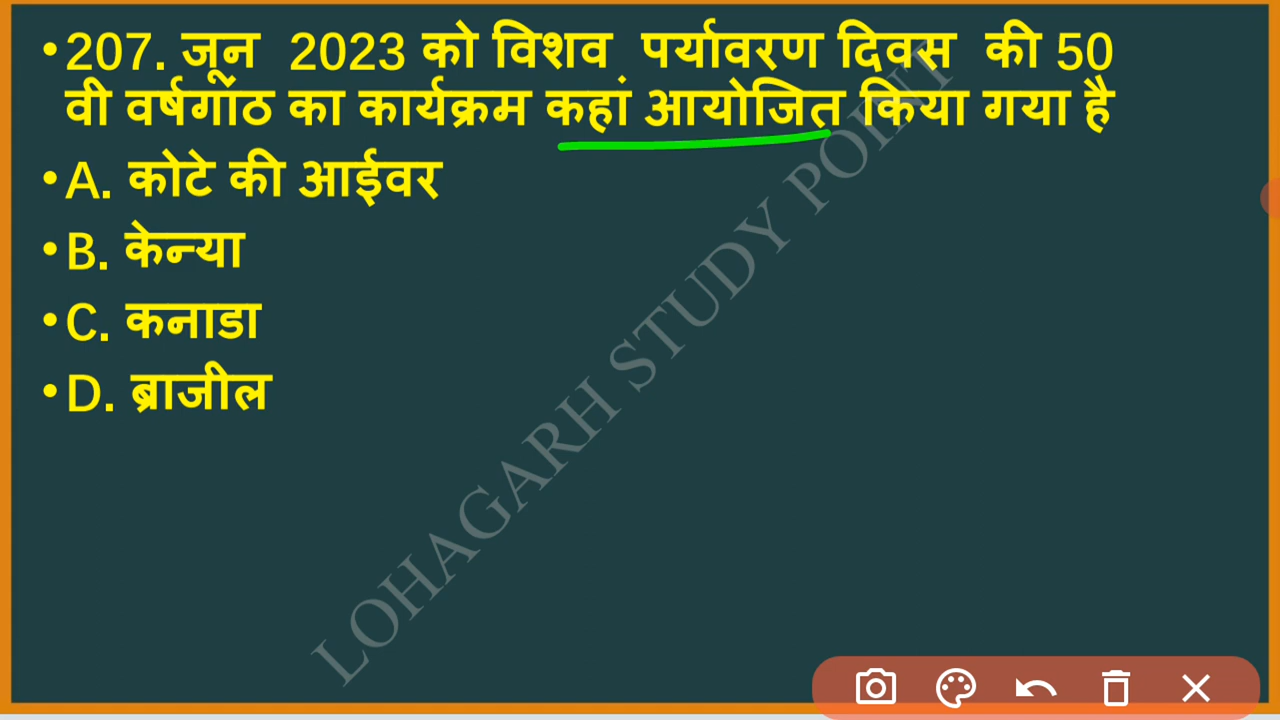 •207. जून 2023 को विशव पर्यावरण दिवस की 50
वी वर्षगांठ का कार्यक्रम कहां आयोजित किया गया है
•A. कोटे की आईवर
•B. केन्या
•C. कनाडा
•D. ब्राजील
LOHAGARH STUDY POINT